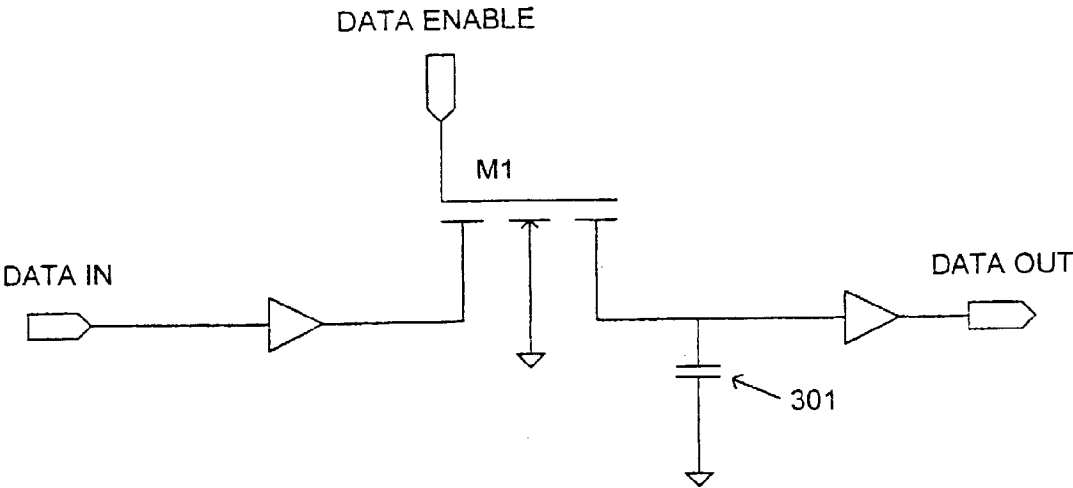 DATA ENABLE
M1
DATA IN
DATA OUT
301